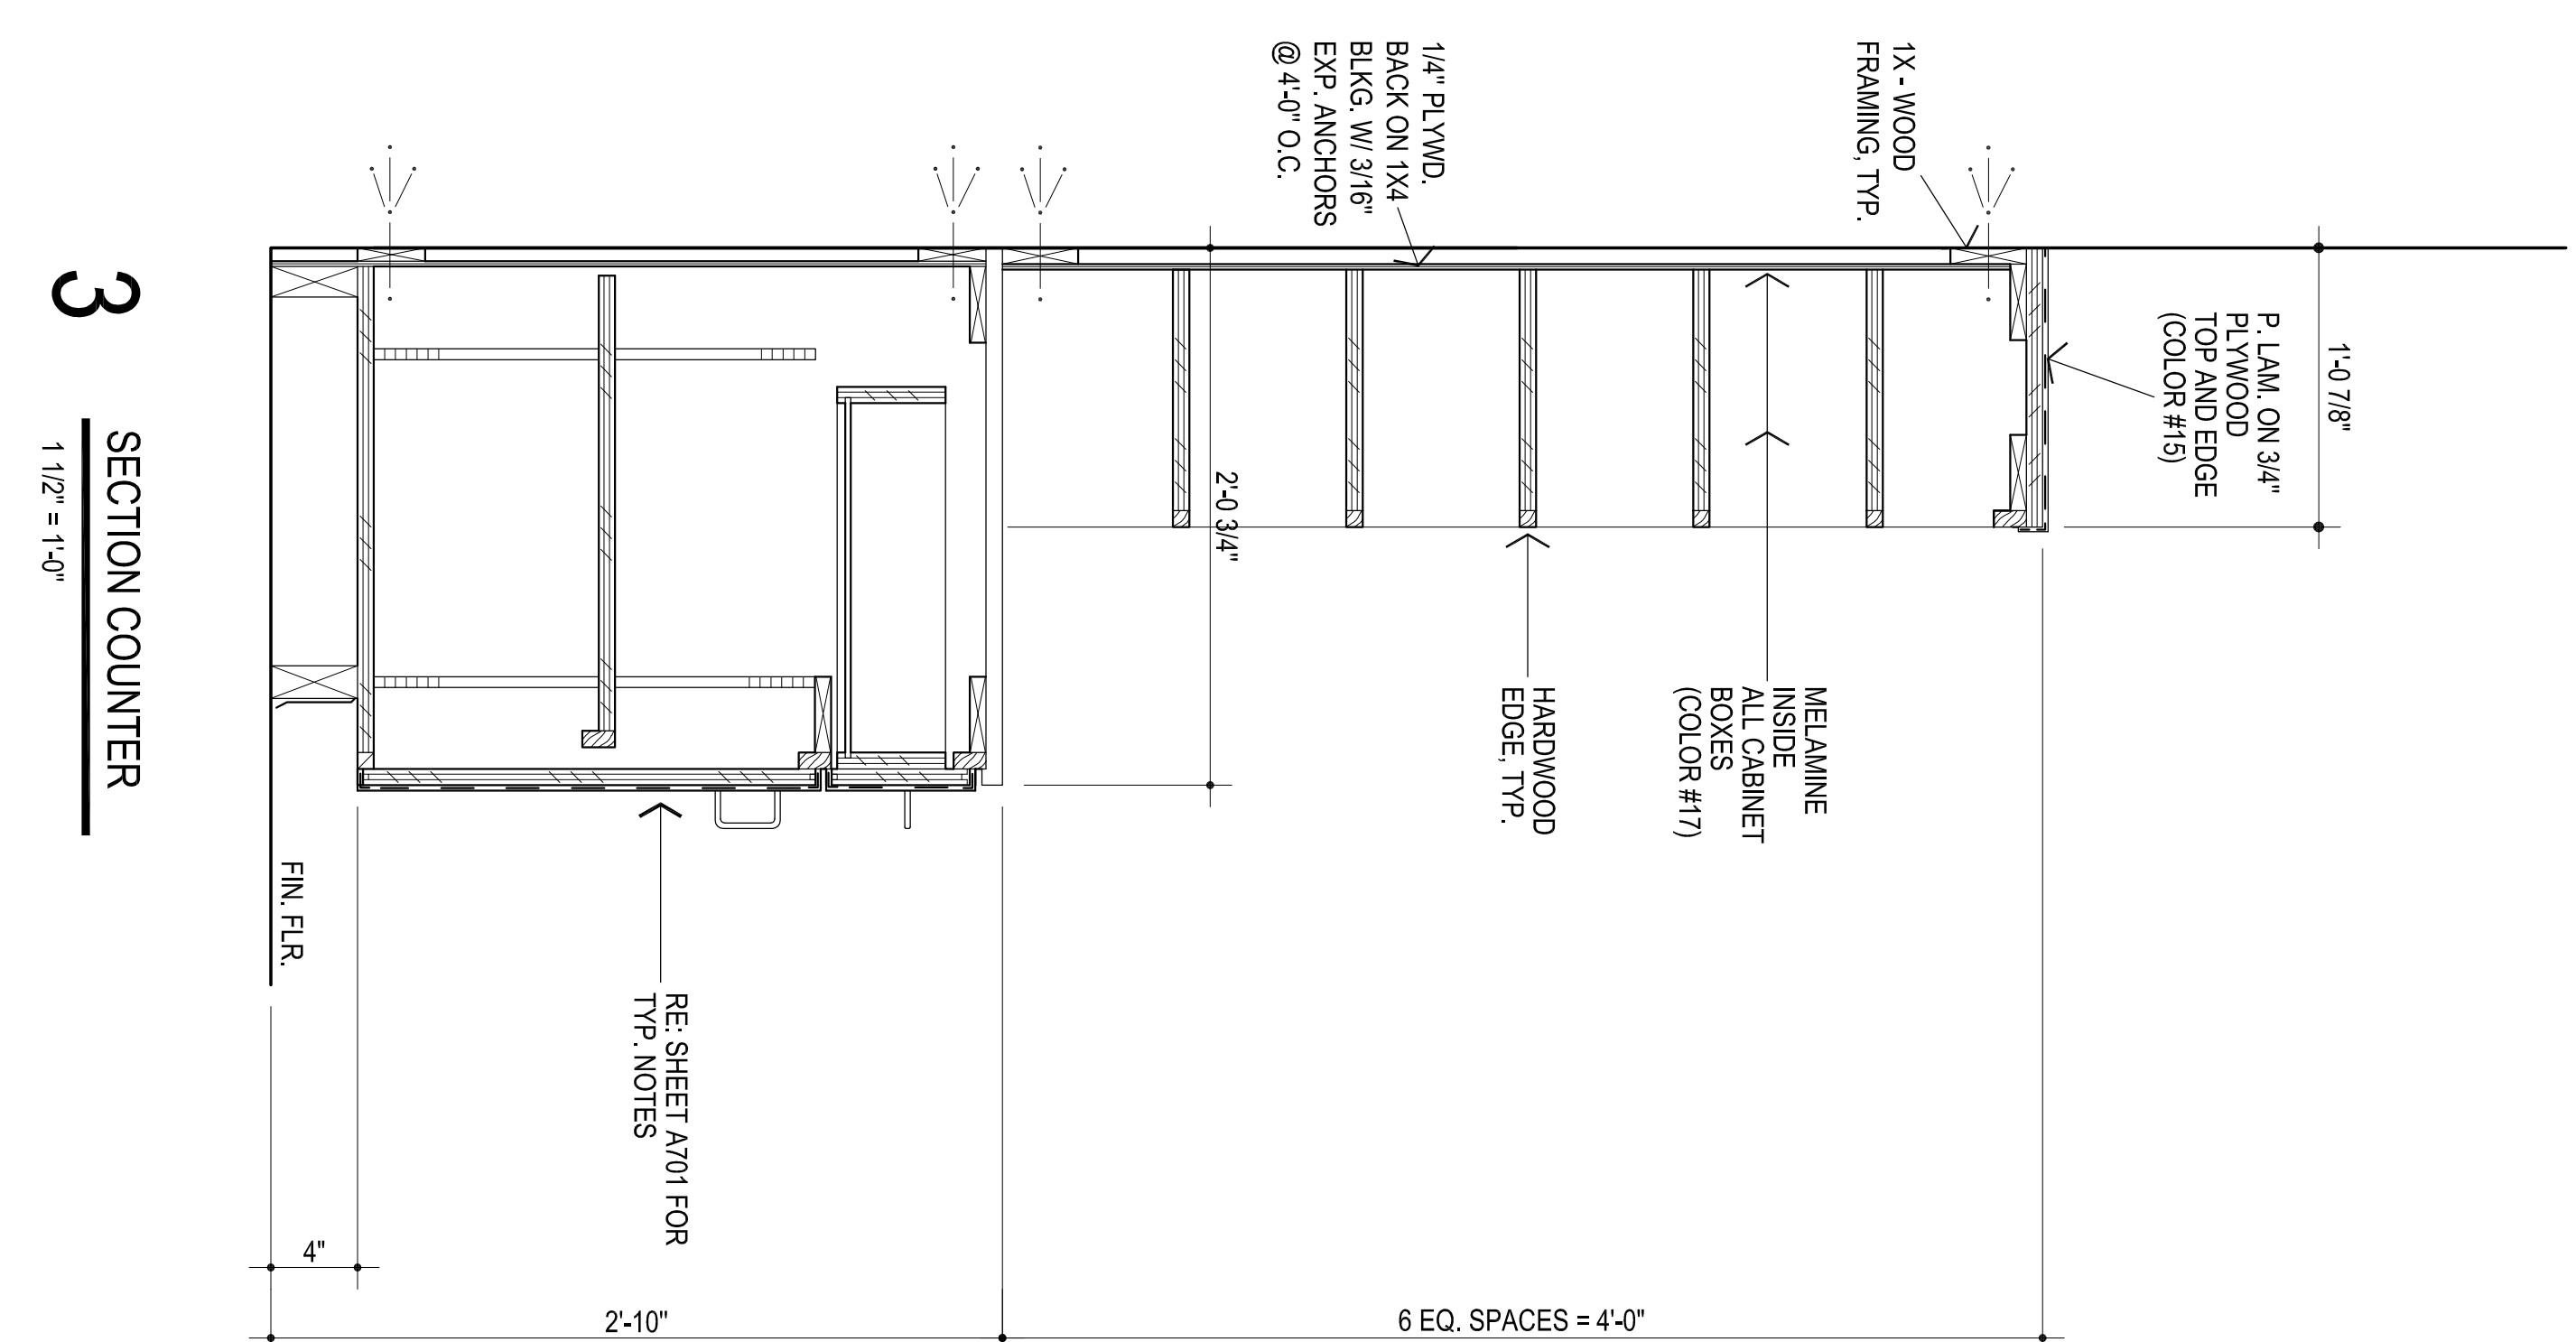 1'-0 7/8"
P. LAM. ON 3/4"
PLYWOOD
TOP AND EDGE
(COLOR #15)
1X - WOOD
FRAMING, TYP.
MELAMINE
INSIDE
ALL CABINET
BOXES
(COLOR #17)
HARDWOOD
EDGE, TYP.
1/4" PLYWD.
BACK ON 1X4
BLKG. W/ 3/16"
EXP. ANCHORS
@ 4'-0" O.C.
6 EQ. SPACES = 4'-0"
2'-0 3/4"
RE: SHEET A701 FOR
TYP. NOTES
2'-10"
4"
FIN. FLR.
3
SECTION COUNTER
1 1/2" = 1'-0"